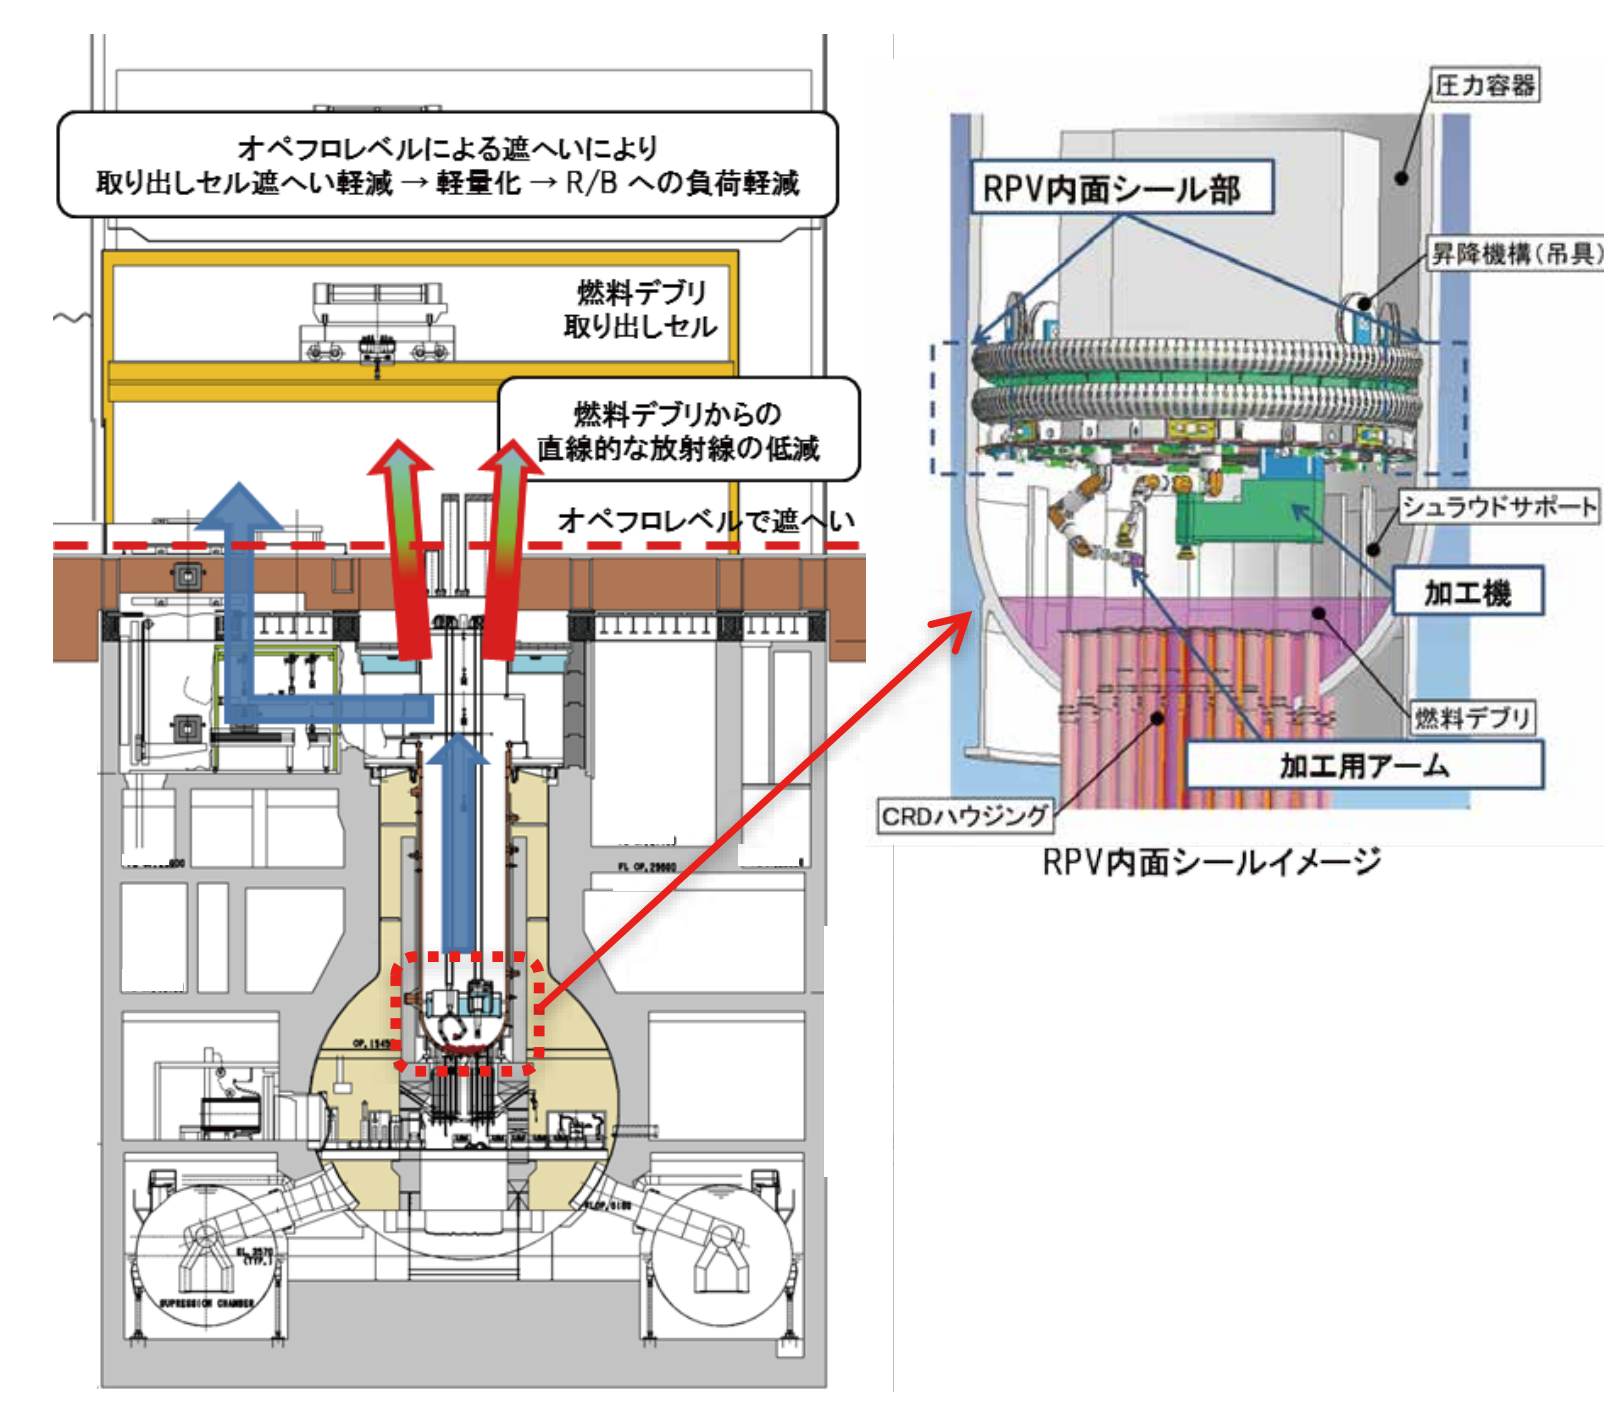 オペフロレベルによる遮へいにより
取り出しセル遮へい軽減 → 軽量化 → R/B への負荷軽減
燃料デブリ
取り出しセル
燃料デブリからの
直線的な放射線の低減
オペフロレベルで遮へい
FL OP. 29600
SUPRESSION CHAMBER
圧力容器
RPV内面シール部
昇降機構(吊具)
シュラウドサポート
加工機
燃料デブリ
加工用アーム
CRDハウジング
RPV内面シールイメージ